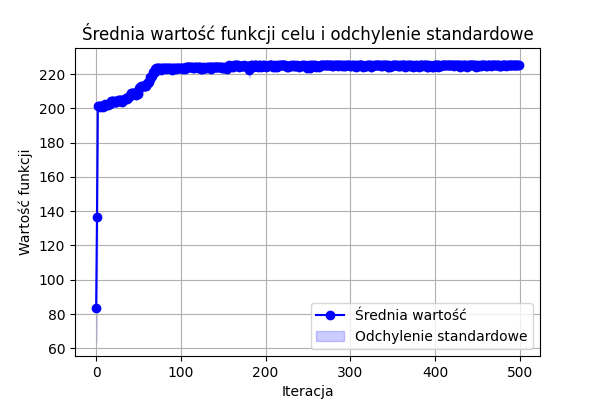 Średnia wartość funkcji celu i odchylenie standardowe
Wartość funkcji
220
200
180
160
140
120
100
80
60
Średnia wartość
Odchylenie standardowe
0 100 200 300 400 500
Iteracja